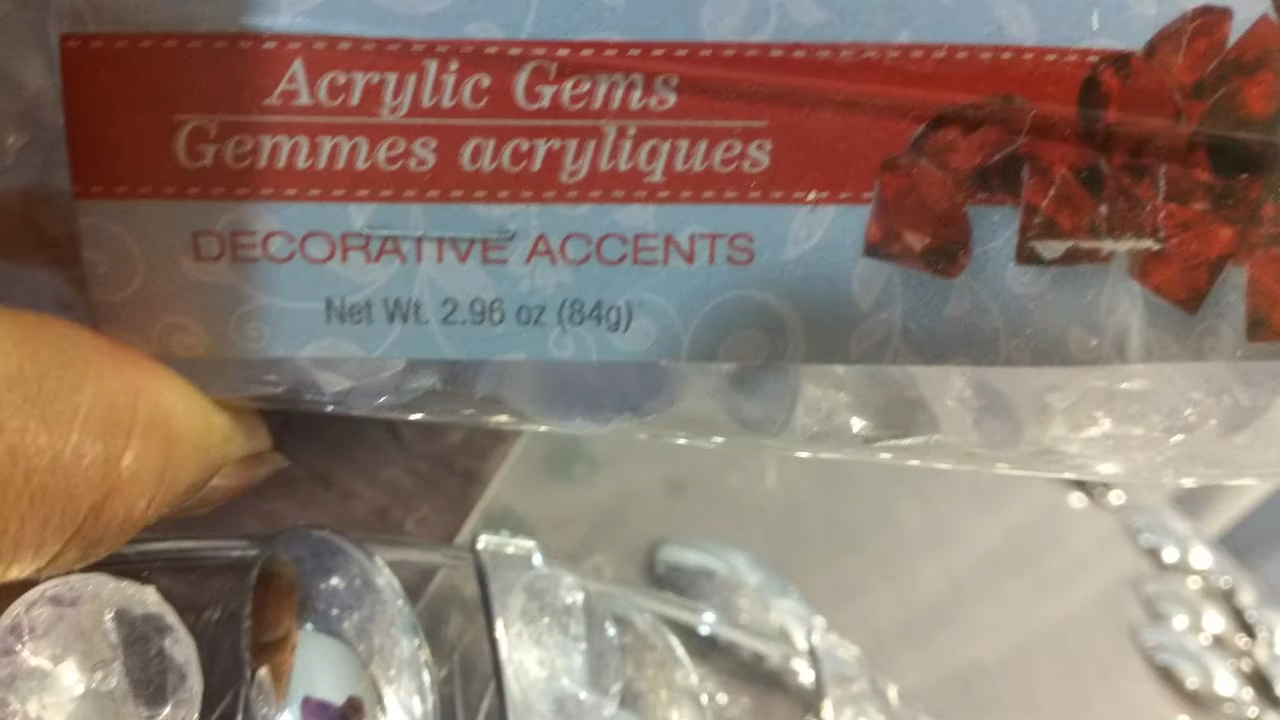 Acrylic Gems
Gemmes acryliques
DECORATIVE ACCENTS
Net Wt. 2.96 oz (84g)